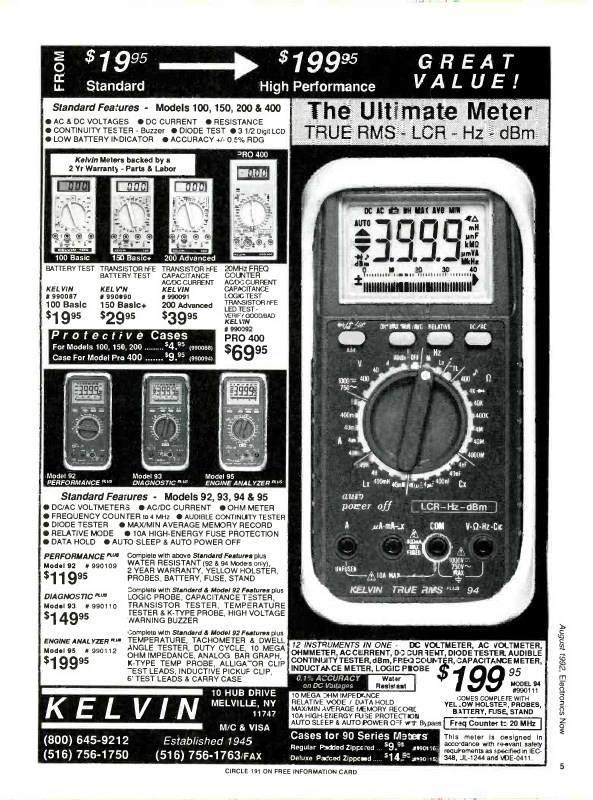 FROM $19.95 Standard
$199.95 High Performance
GREAT VALUE!
Standard Features - Models 100, 150, 200 & 400
● AC & DC VOLTAGES ● DC CURRENT ● RESISTANCE
● CONTINUITY TESTER - Buzzer ● DIODE TEST ● 3 1/2 Digit LCD
● LOW BATTERY INDICATOR ● ACCURACY +/- 0.5% RDG
Kelvin Meters backed by a
2 Yr Warranty - Parts & Labor
PRO 400
100 Basic
150 Basic+
200 Advanced
BATTERY TEST
KELVIN
# 990087
100 Basic
$19.95
TRANSISTOR hFE
BATTERY TEST
KELVIN
# 990090
150 Basic+
$29.95
TRANSISTOR hFE
CAPACITANCE
AC/DC CURRENT
KELVIN
# 990091
200 Advanced
$39.95
20MHz FREQ
COUNTER
AC/DC CURRENT
CAPACITANCE
LOGIC TEST
TRANSISTOR hFE
LED TEST -
VERIFY GOOD/BAD
KELVIN
# 990092
PRO 400
$69.95
Protective Cases
For Models 100, 150, 200 ......... $4.95 (990088)
Case For Model Pro 400 ....... $9.95 (990094)
Model 92
PERFORMANCE PLUS
Model 93
DIAGNOSTIC PLUS
Model 95
ENGINE ANALYZER PLUS
Standard Features - Models 92, 93, 94 & 95
● DC/AC VOLTMETERS ● AC/DC CURRENT ● OHM METER
● FREQUENCY COUNTER to 4 MHz ● AUDIBLE CONTINUITY TESTER
● DIODE TESTER ● MAX/MIN AVERAGE MEMORY RECORD
● RELATIVE MODE ● 10A HIGH-ENERGY FUSE PROTECTION
● DATA HOLD ● AUTO SLEEP & AUTO POWER OFF
PERFORMANCE PLUS
Model 92 # 990109
$119.95
Complete with above Standard Features plus
WATER RESISTANT (92 & 94 Models only),
2 YEAR WARRANTY, YELLOW HOLSTER,
PROBES, BATTERY, FUSE, STAND
DIAGNOSTIC PLUS
Model 93 # 990110
$149.95
Complete with Standard & Model 92 Features plus
LOGIC PROBE, CAPACITANCE TESTER,
TRANSISTOR TESTER, TEMPERATURE
TESTER & K-TYPE PROBE, HIGH VOLTAGE
WARNING BUZZER
ENGINE ANALYZER PLUS
Model 95 # 990112
$199.95
Complete with Standard & Model 92 Features plus
TEMPERATURE, TACHOMETER & DWELL
ANGLE TESTER, DUTY CYCLE, 10 MEGA
OHM IMPEDANCE, ANALOG BAR GRAPH,
K-TYPE TEMP PROBE, ALLIGATOR CLIP
TEST LEADS, INDUCTIVE PICKUP CLIP,
6' TEST LEADS & CARRY CASE
KELVIN
10 HUB DRIVE
MELVILLE, NY
11747
M/C & VISA
(800) 645-9212
(516) 756-1750
Established 1945
(516) 756-1763/FAX
The Ultimate Meter
TRUE RMS - LCR - Hz - dBm
DC AC BH MAX AVG MIN
AUTO
3.9.9.9
0 10 20 30 40
RELATIVE
DC/AC
auto
power off
LCR-Hz-dBm
A
µA-mA-Lx
COM
V-Ω-Hz-Cx
UNFUSED
10A MAX
KELVIN TRUE RMS PLUS 94
12 INSTRUMENTS IN ONE - DC VOLTMETER, AC VOLTMETER,
OHMMETER, AC CURRENT, DC CURRENT, DIODE TESTER, AUDIBLE
CONTINUITY TESTER, dBm, FREQ COUNTER, CAPACITANCE METER,
INDUCTANCE METER, LOGIC PROBE
0.1% ACCURACY
on DC Voltages
Water
Resistant
10 MEGA OHM IMPEDANCE
RELATIVE MODE / DATA HOLD
MAX/MIN AVERAGE MEMORY RECORD
10A HIGH ENERGY FUSE PROTECTION
AUTO SLEEP & AUTO POWER OFF w/ Bypass
$199.95
MODEL 94
#990111
COMES COMPLETE WITH
YELLOW HOLSTER, PROBES,
BATTERY, FUSE, STAND
Freq Counter to 20 MHz
Cases for 90 Series Meters
Regular Padded Zippered ... $9.95
Deluxe Padded Zippered ..... $14.95
This meter is designed in
accordance with relevant safety
requirements as specified in IEC-
348, UL-1244 and VDE-0411.
CIRCLE 191 ON FREE INFORMATION CARD
August 1992, Electronics Now
5